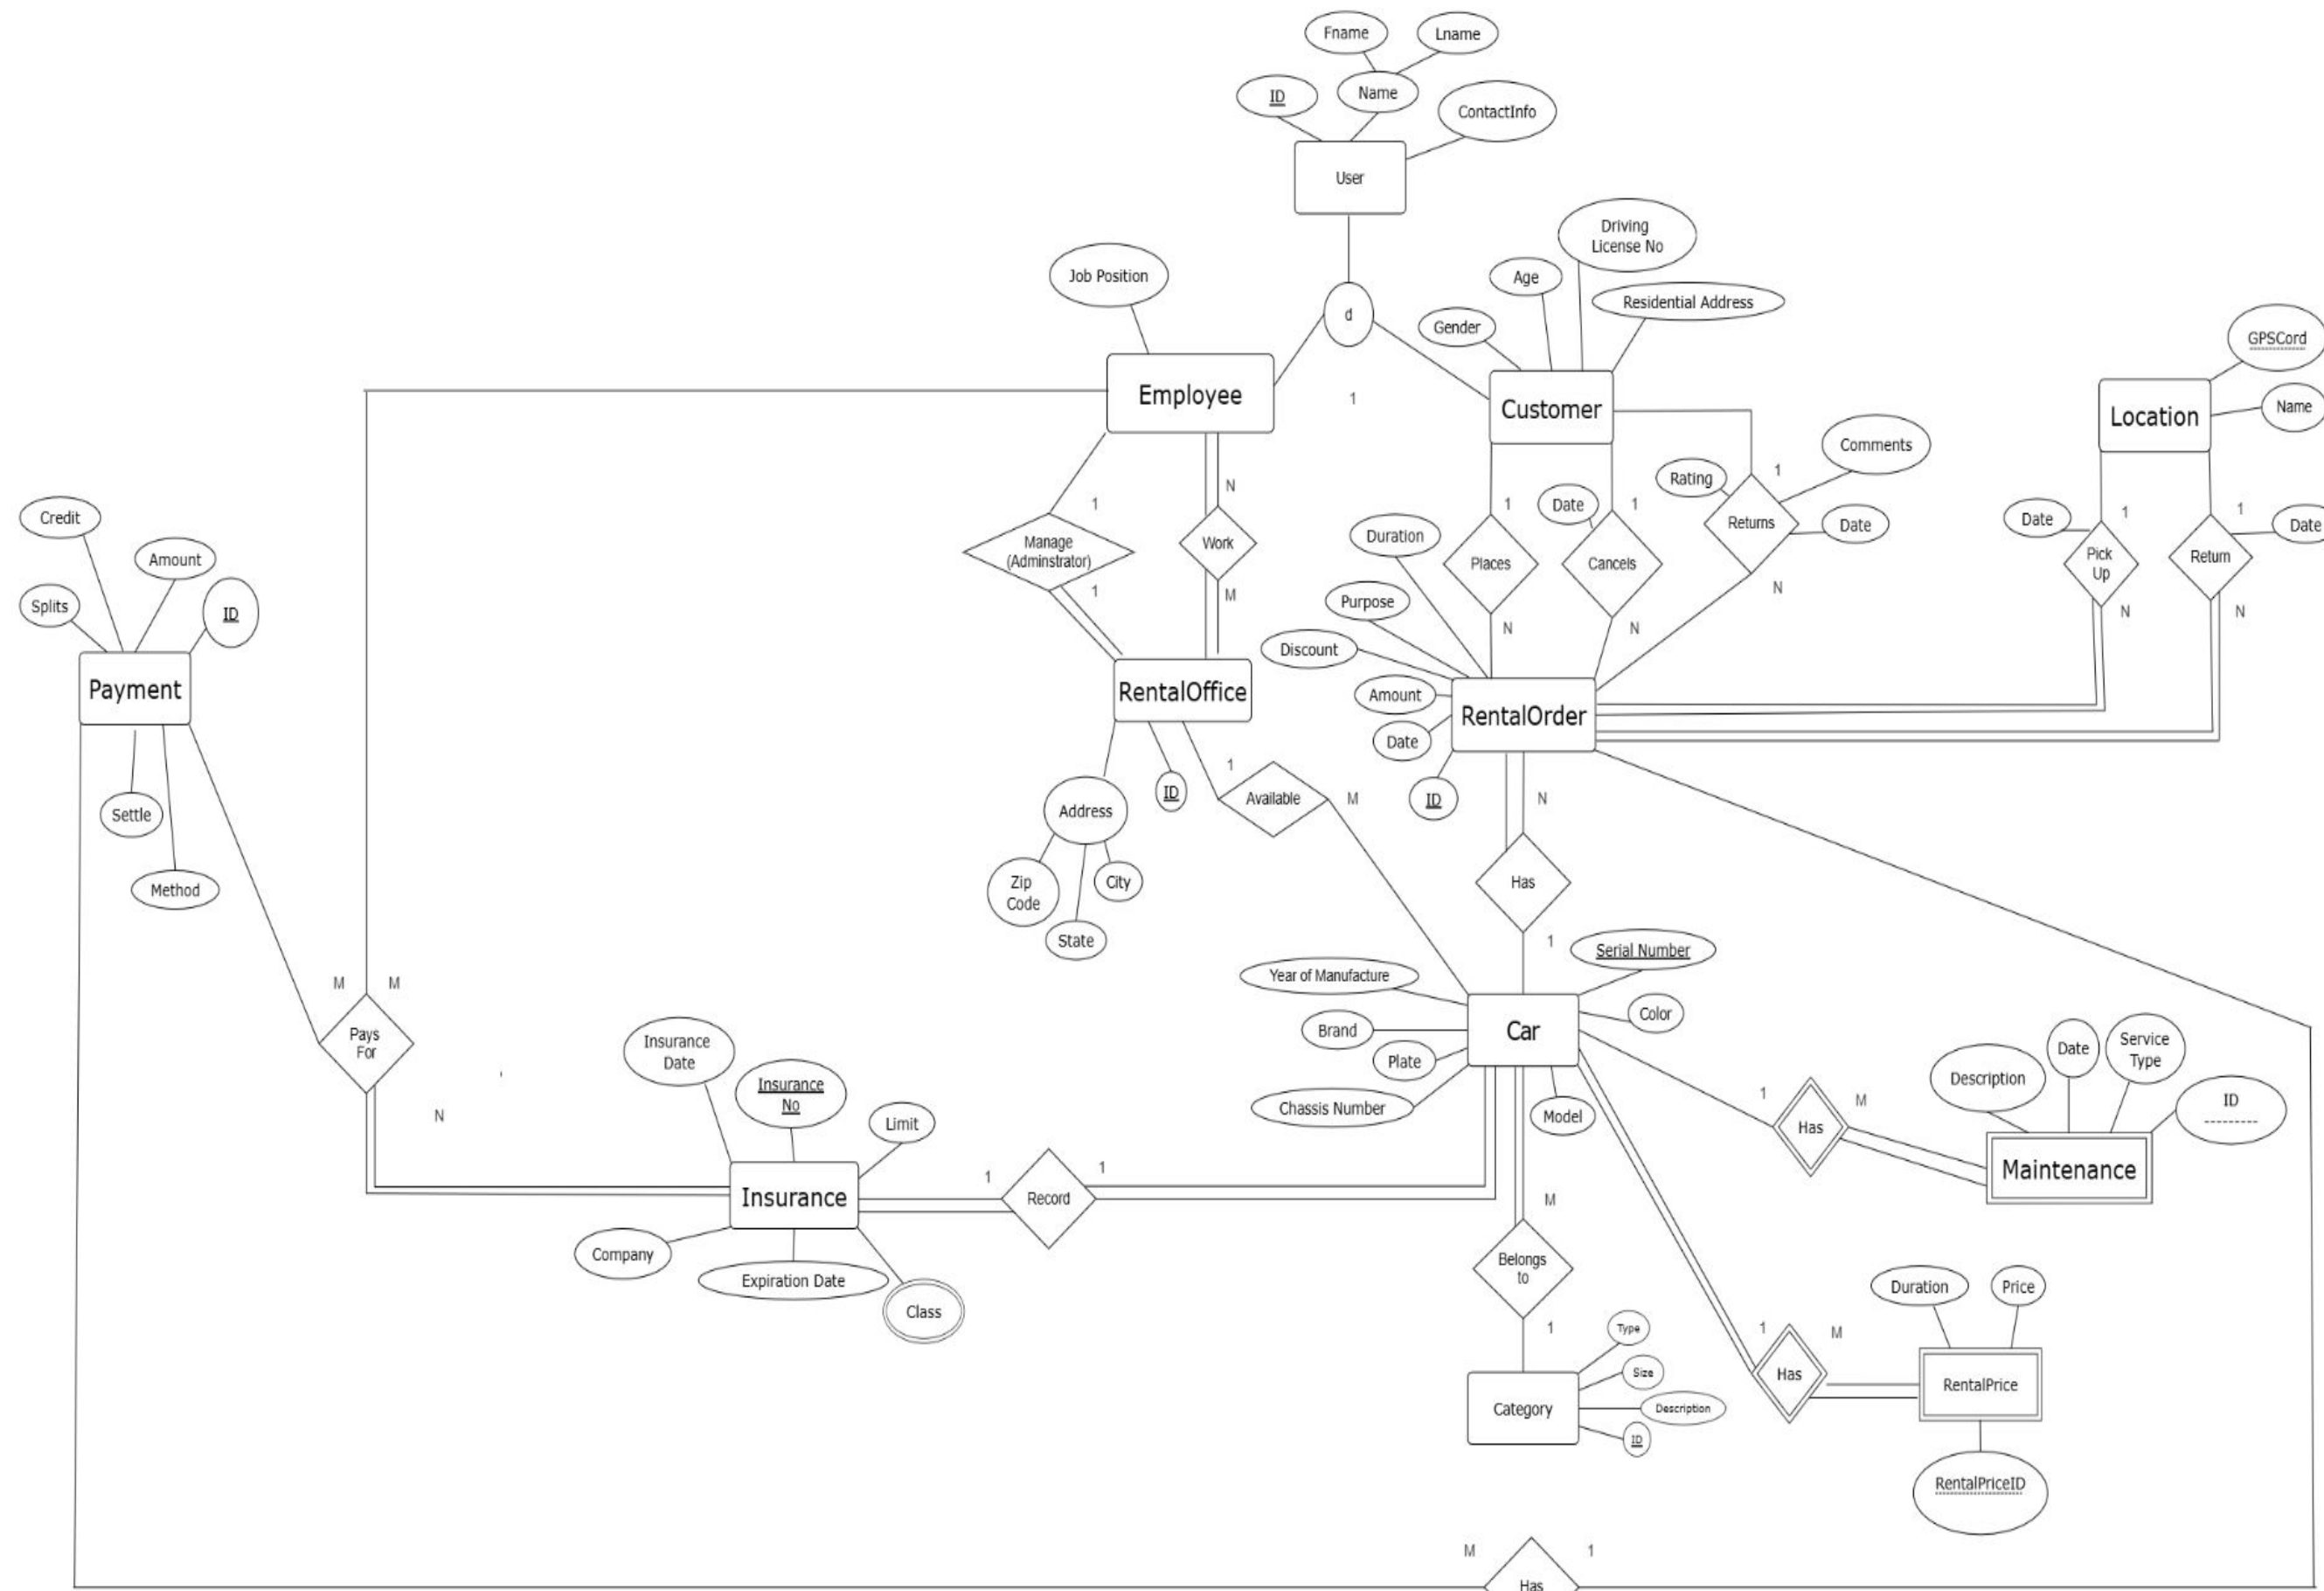 Fname
Lname
ID
Name
ContactInfo
User
Driving
License No
Job Position
Age
Residential Address
d
Gender
GPSCord
Employee
1
Customer
Location
Name
Comments
Rating
1
N
Credit
1
Date
1
1
Returns
Date
Date
1
1
Date
Duration
Manage
(Adminstrator)
Work
Places
Cancels
Pick
Up
Return
Amount
1
M
N
N
N
N
N
Splits
ID
Purpose
Discount
Payment
RentalOffice
Amount
RentalOrder
Date
1
Settle
ID
Available
M
ID
N
Address
Method
Zip
Code
City
Has
State
1
Serial Number
Year of Manufacture
M
M
Color
Pays
For
Insurance
Date
Brand
Car
Plate
Date
Service
Type
Description
Insurance
No
Chassis Number
Model
1
M
ID
N
Limit
Has
Maintenance
1
1
Insurance
Record
M
Company
Expiration Date
Belongs
to
Class
Duration
Price
1
Type
1
M
Size
Has
RentalPrice
Category
Description
ID
RentalPriceID
M
1
Has